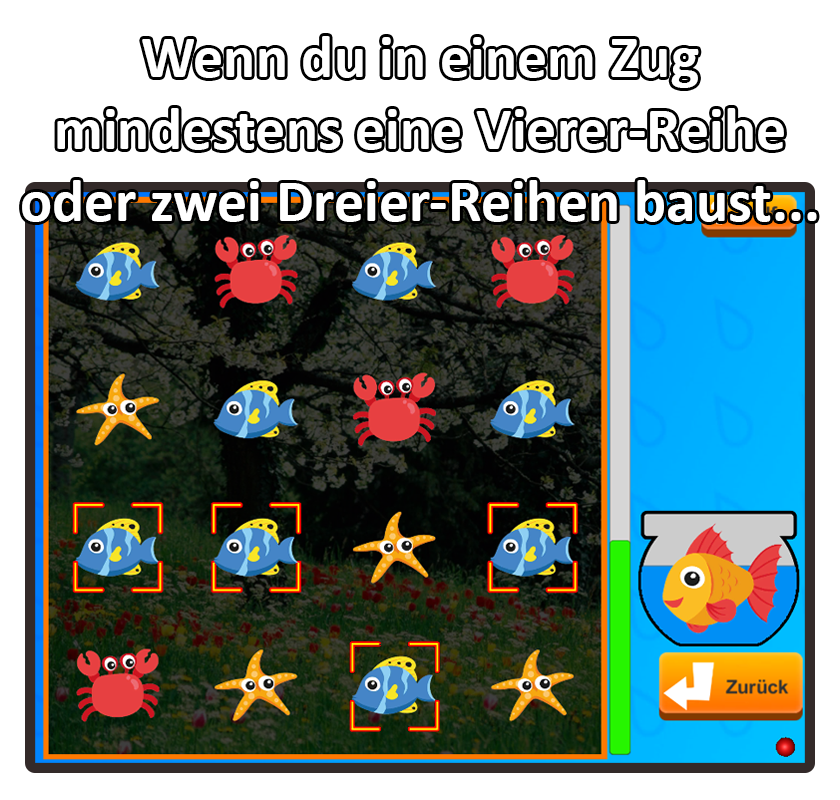 Wenn du in einem Zug
mindestens eine Vierer-Reihe
oder zwei Dreier-Reihen baust...
Zurück